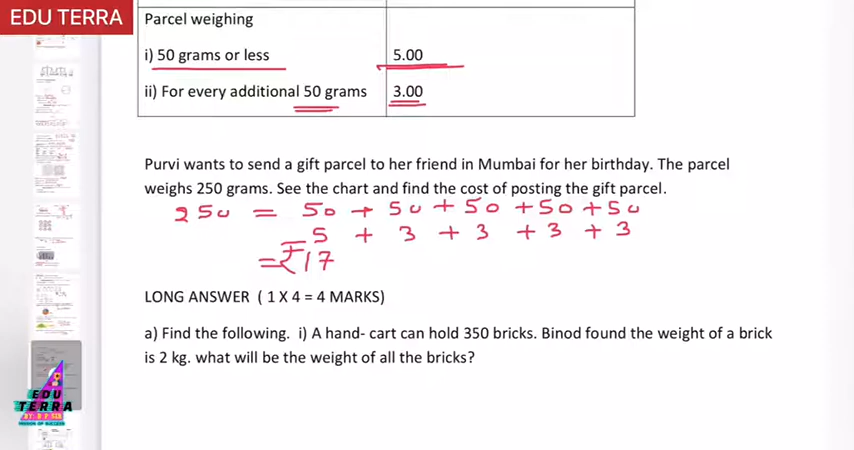 EDU TERRA
Parcel weighing
i) 50 grams or less 5.00
ii) For every additional 50 grams 3.00
Purvi wants to send a gift parcel to her friend in Mumbai for her birthday. The parcel
weighs 250 grams. See the chart and find the cost of posting the gift parcel.
250 = 50 + 50 + 50 + 50 + 50
5 + 3 + 3 + 3 + 3
= ₹17
LONG ANSWER ( 1 X 4 = 4 MARKS)
a) Find the following. i) A hand- cart can hold 350 bricks. Binod found the weight of a brick
is 2 kg. what will be the weight of all the bricks?
EDU
TERRA